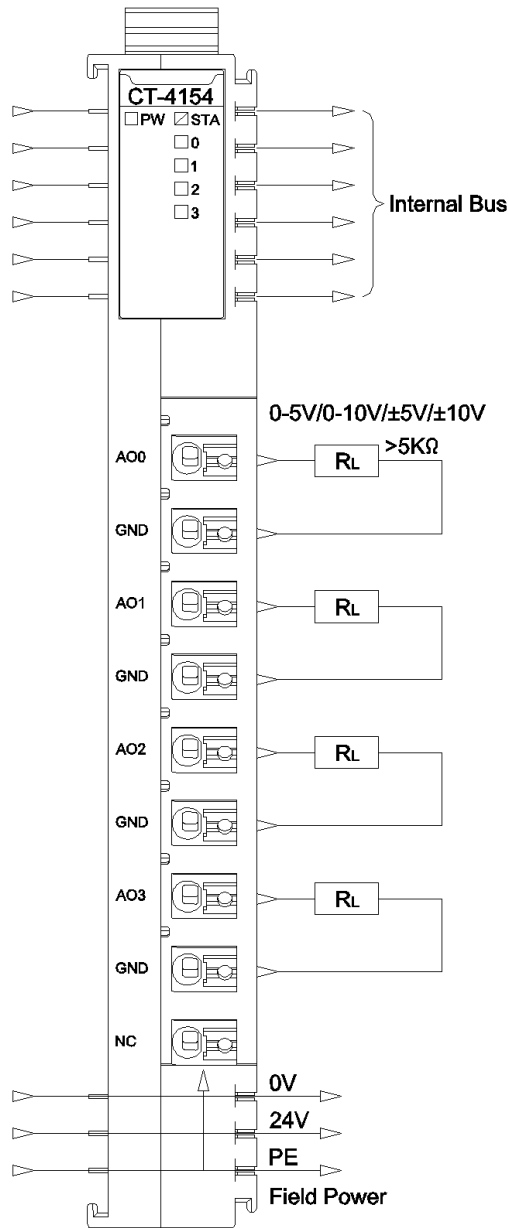 CT-4154
PW STA
0
1
2
3
Internal Bus
0-5V/0-10V/±5V/±10V
AO0 RL >5KΩ
GND
AO1 RL
GND
AO2 RL
GND
AO3 RL
GND
NC
0V
24V
PE
Field Power